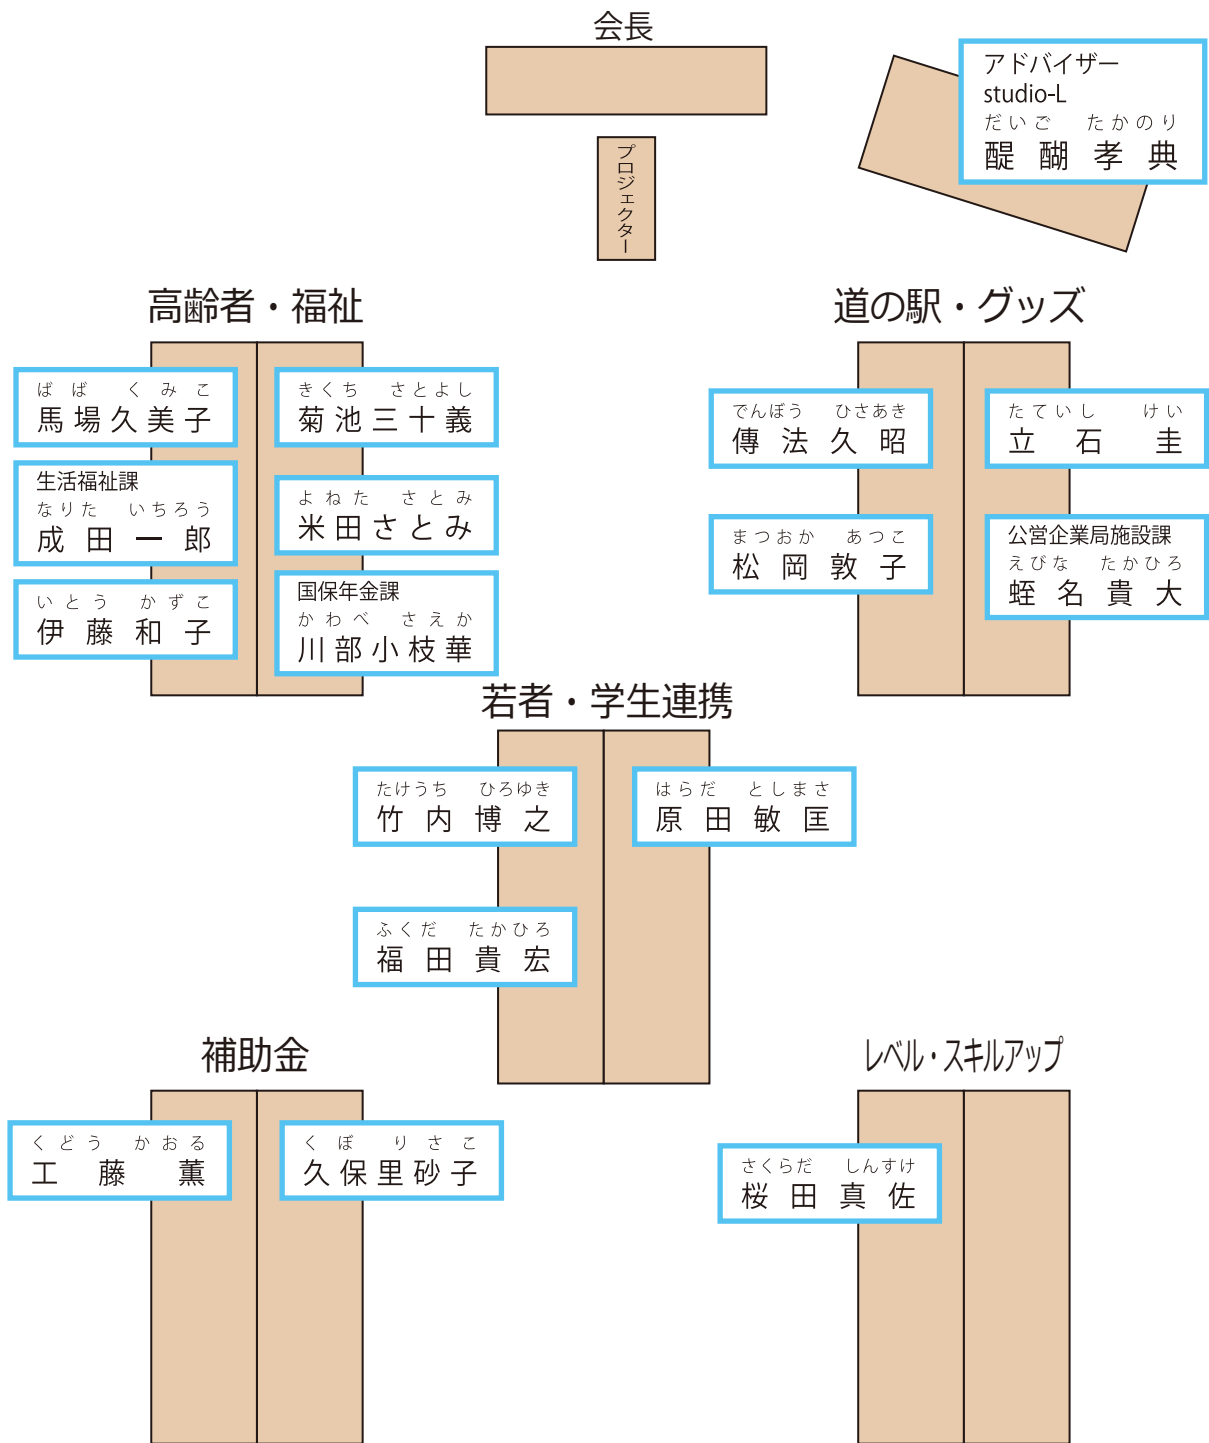 会長
アドバイザー
studio-L
だいご たかのり
醍醐孝典
プロジェクター
高齢者・福祉
ばば くみこ
馬場久美子
生活福祉課
なりた いちろう
成田一郎
いとう かずこ
伊藤和子
きくち さとよし
菊池三十義
よねた さとみ
米田さとみ
国保年金課
かわべ さえか
川部小枝華
道の駅・グッズ
でんぼう ひさあき
傳法久昭
まつおか あつこ
松岡敦子
たていし けい
立石圭
公営企業局施設課
えびな たかひろ
蛭名貴大
若者・学生連携
たけうち ひろゆき
竹内博之
ふくだ たかひろ
福田貴宏
はらだ としまさ
原田敏匡
補助金
くどう かおる
工藤薫
くぼ りさこ
久保里砂子
レベル・スキルアップ
さくらだ しんすけ
桜田真佐